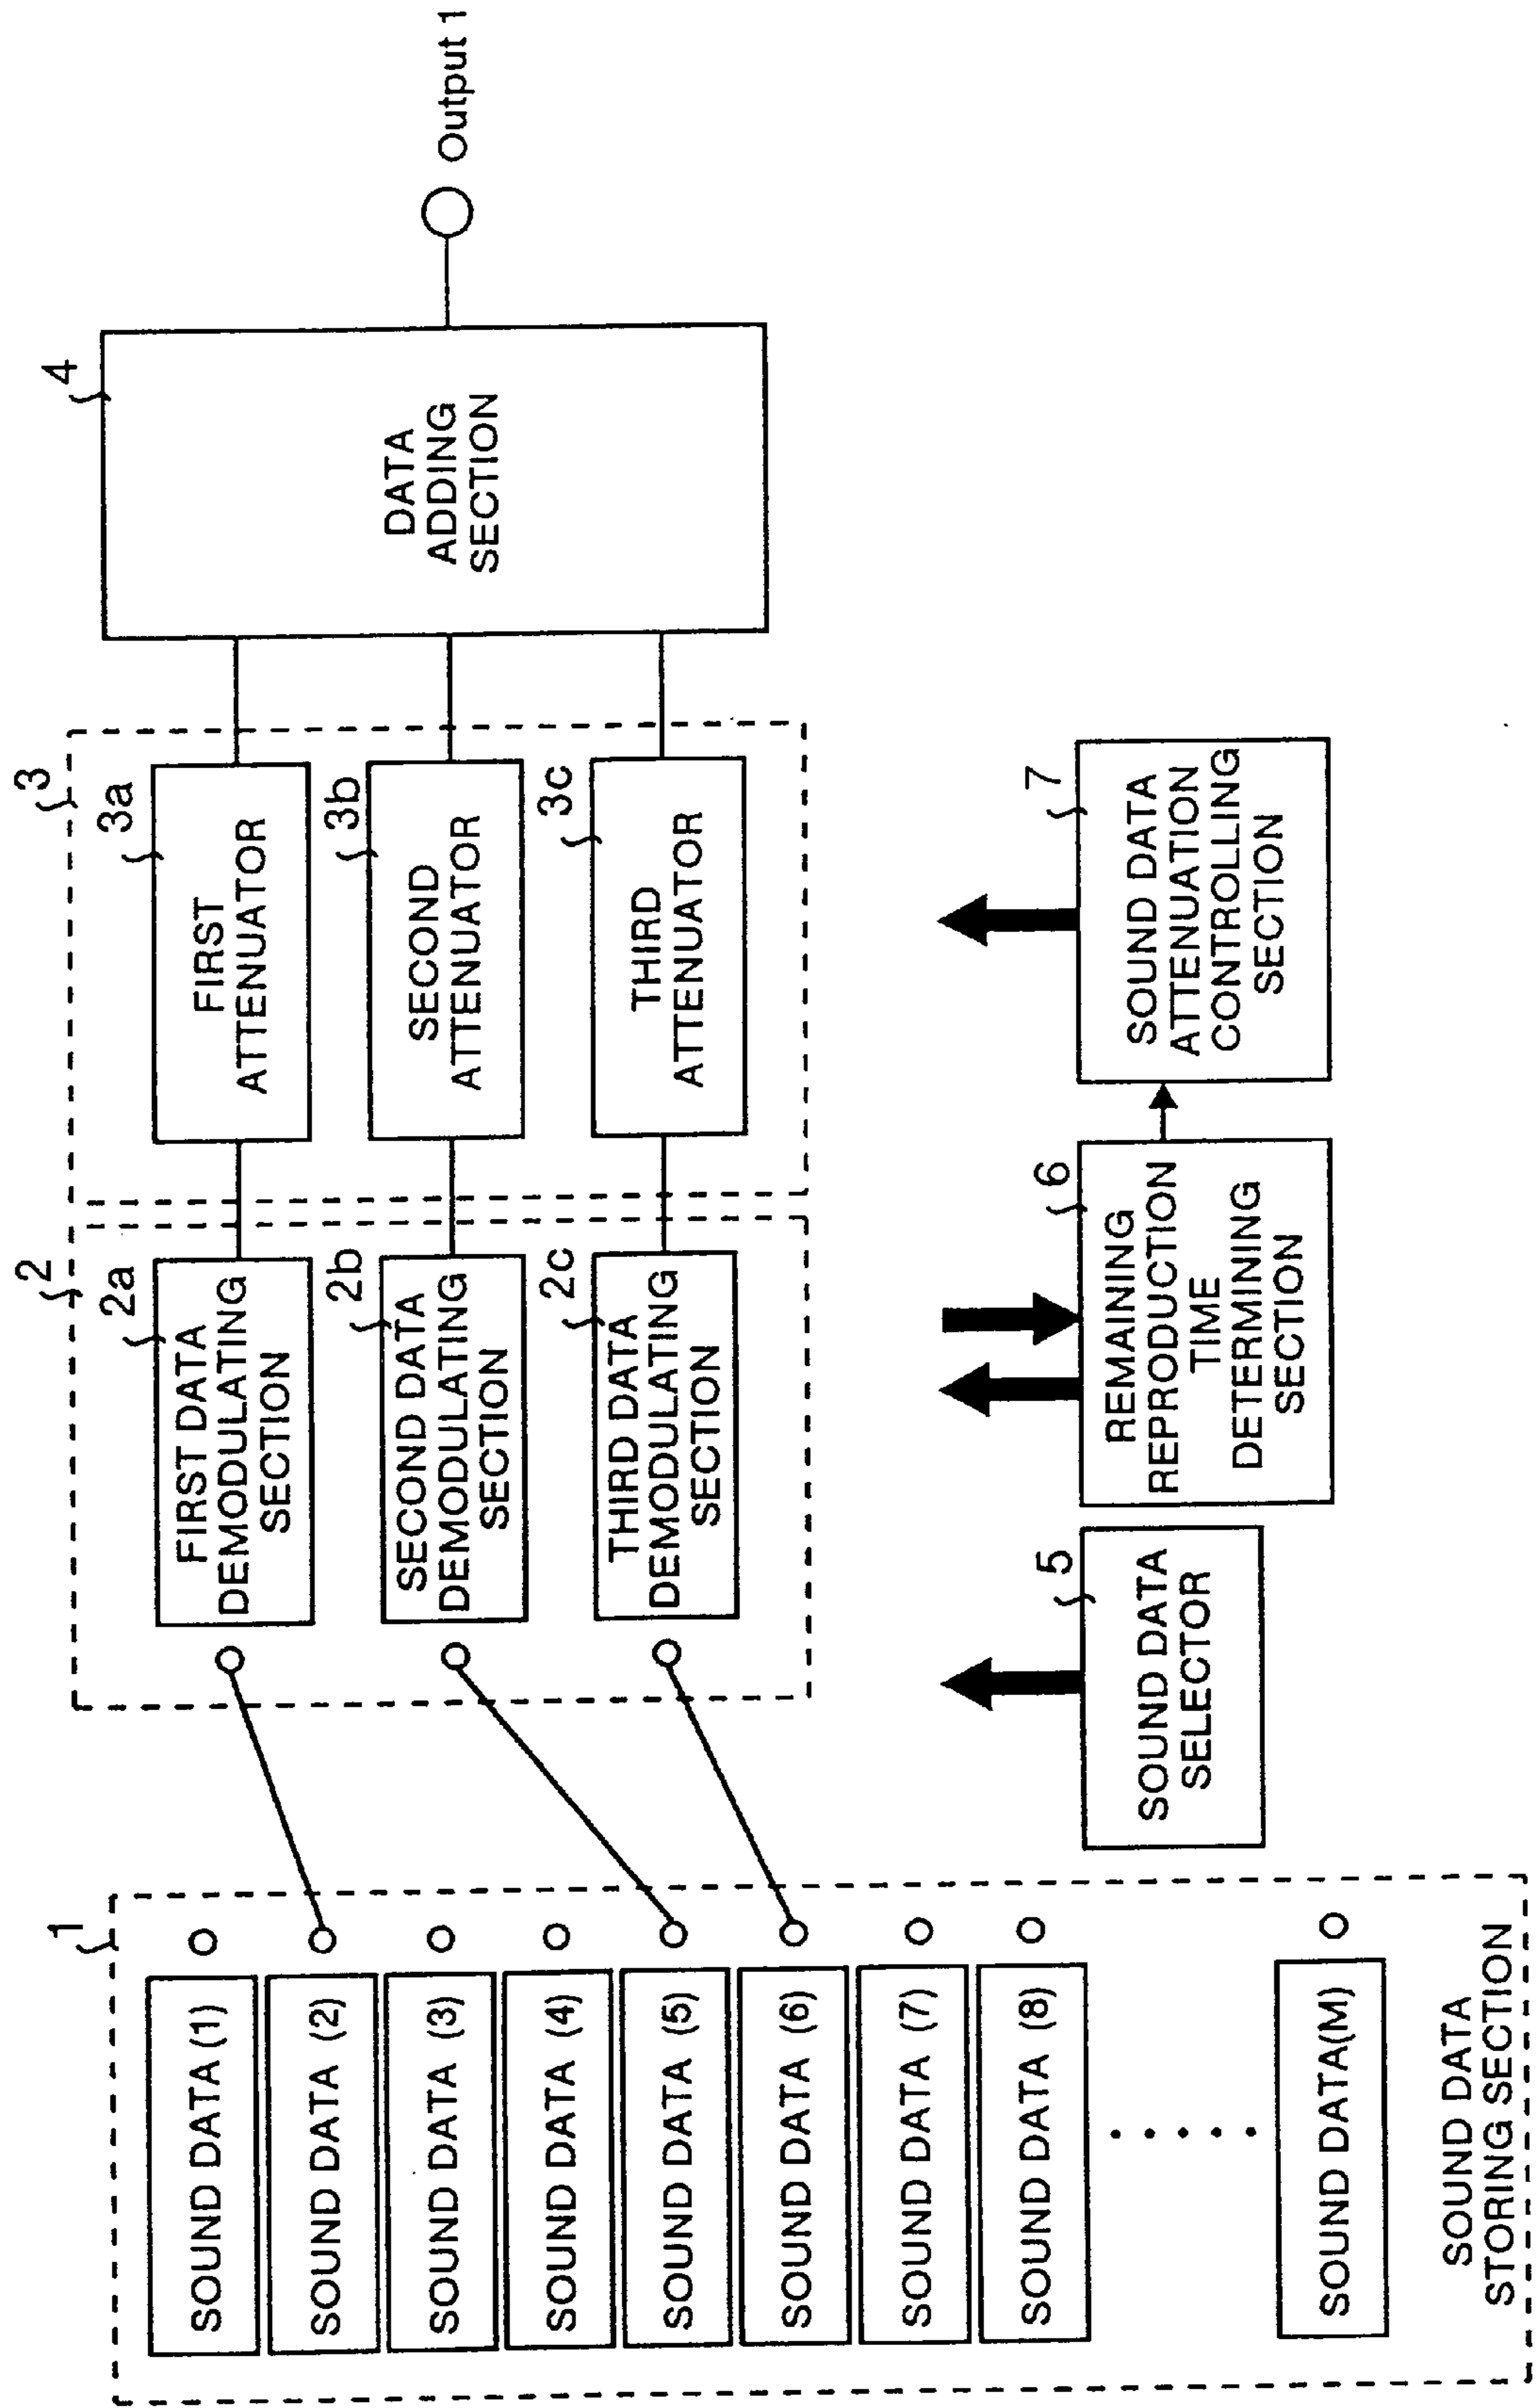 1
SOUND DATA (1)
SOUND DATA (2)
SOUND DATA (3)
SOUND DATA (4)
SOUND DATA (5)
SOUND DATA (6)
SOUND DATA (7)
SOUND DATA (8)
SOUND DATA(M)
SOUND DATA
STORING SECTION
2
2a
FIRST DATA
DEMODULATING
SECTION
2b
SECOND DATA
DEMODULATING
SECTION
2c
THIRD DATA
DEMODULATING
SECTION
3
3a
FIRST
ATTENUATOR
3b
SECOND
ATTENUATOR
3c
THIRD
ATTENUATOR
4
DATA
ADDING
SECTION
Output 1
5
SOUND DATA
SELECTOR
6
REMAINING
REPRODUCTION
TIME
DETERMINING
SECTION
7
SOUND DATA
ATTENUATION
CONTROLLING
SECTION